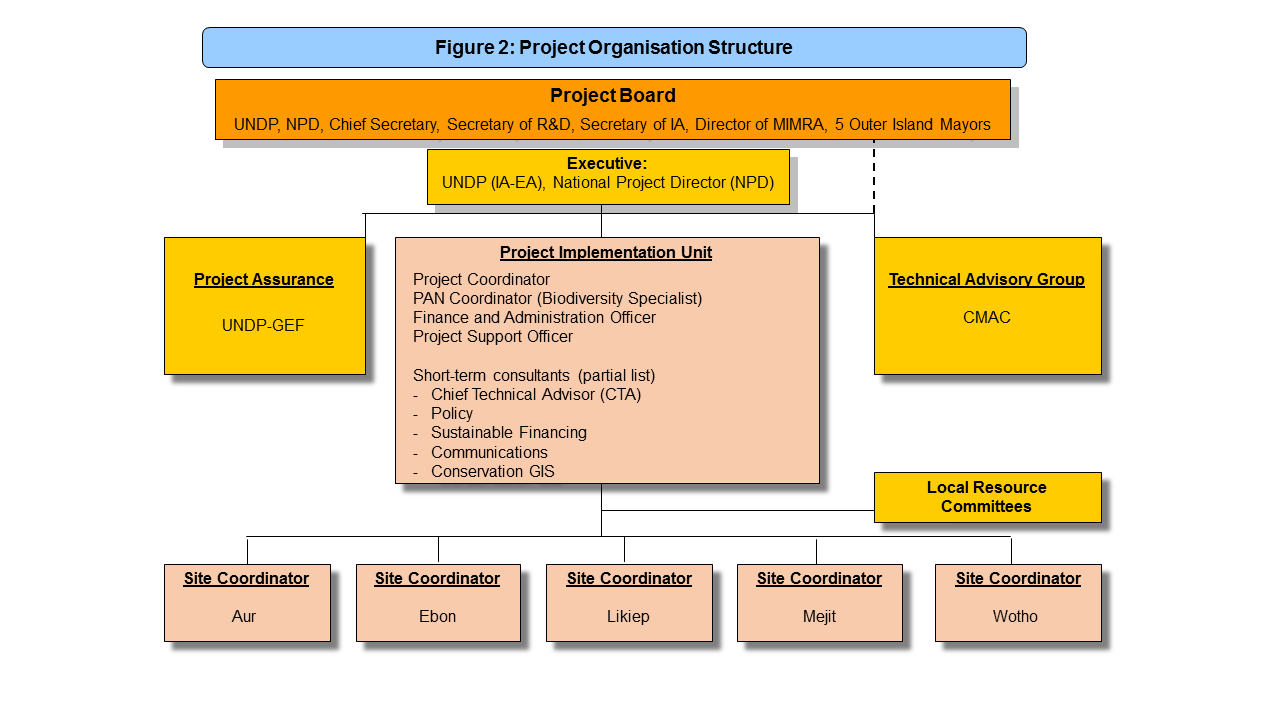 Figure 2: Project Organisation Structure
Project Board
UNDP, NPD, Chief Secretary, Secretary of R&D, Secretary of IA, Director of MIMRA, 5 Outer Island Mayors
Executive:
UNDP (IA-EA), National Project Director (NPD)
Project Assurance
UNDP-GEF
Project Implementation Unit
Project Coordinator
PAN Coordinator (Biodiversity Specialist)
Finance and Administration Officer
Project Support Officer
Short-term consultants (partial list)
- Chief Technical Advisor (CTA)
- Policy
- Sustainable Financing
- Communications
- Conservation GIS
Technical Advisory Group
CMAC
Local Resource
Committees
Site Coordinator
Aur
Site Coordinator
Ebon
Site Coordinator
Likiep
Site Coordinator
Mejit
Site Coordinator
Wotho